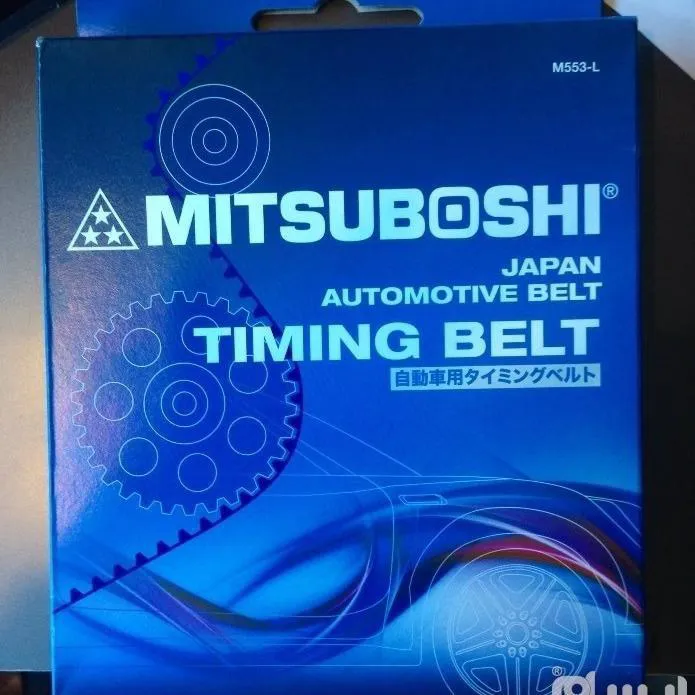 M553-L
MITSUBOSHI®
JAPAN
AUTOMOTIVE BELT
TIMING BELT
自動車用タイミングベルト
®